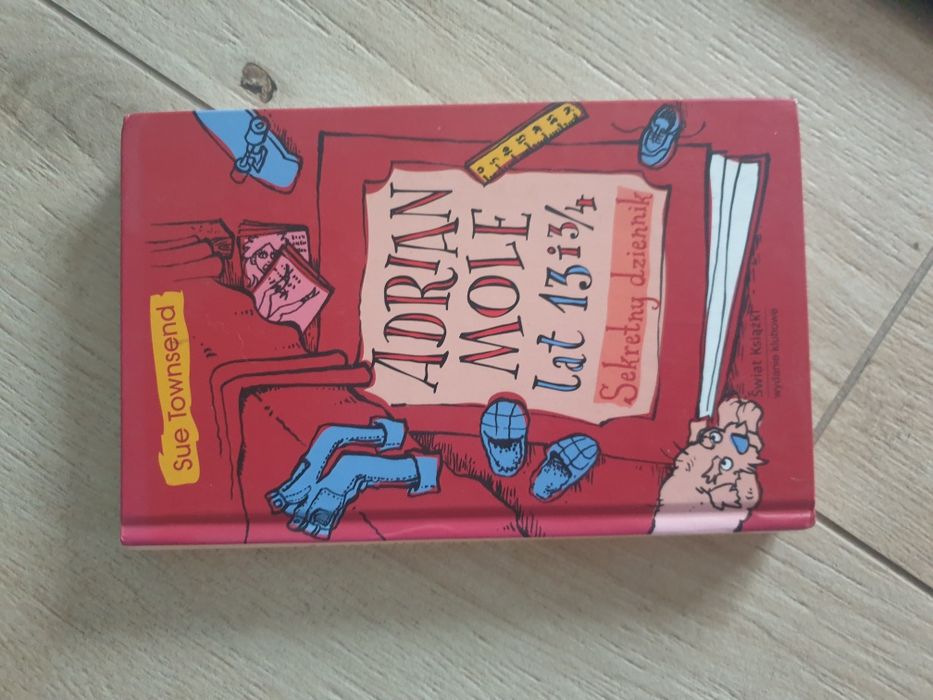 Sue Townsend
ADRIAN
MOLE
lat 13 i 3/4
Sekretny dziennik
Świat Książki
wydanie klubowe